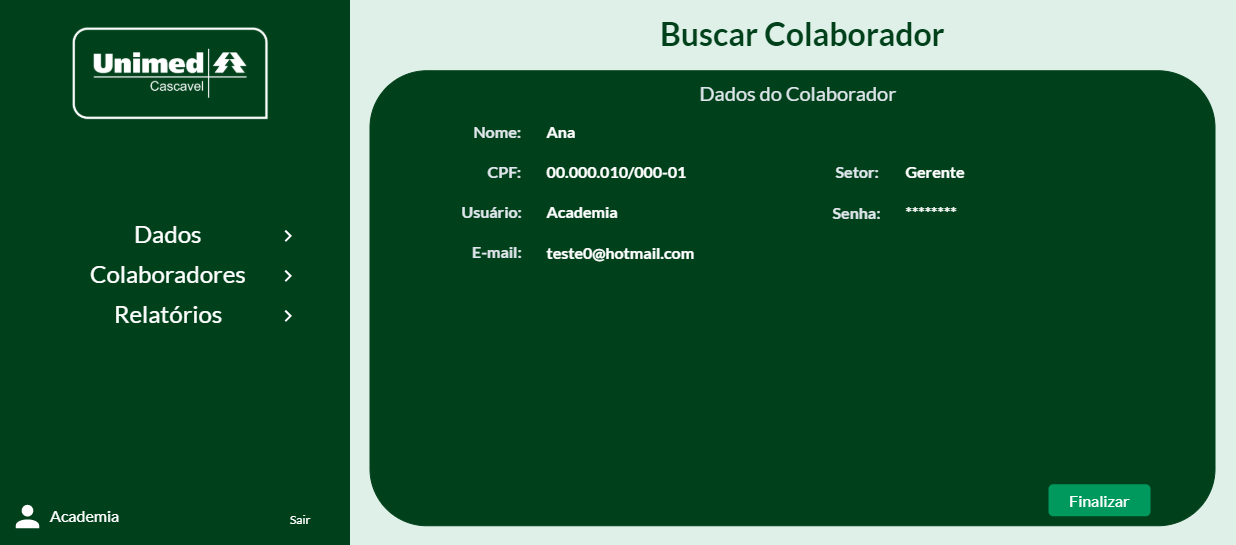 Unimed
Cascavel
Dados
Colaboradores
Relatórios
Academia
Sair
Buscar Colaborador
Dados do Colaborador
Nome: Ana
CPF: 00.000.010/000-01 Setor: Gerente
Usuário: Academia Senha: ********
E-mail: teste0@hotmail.com
Finalizar